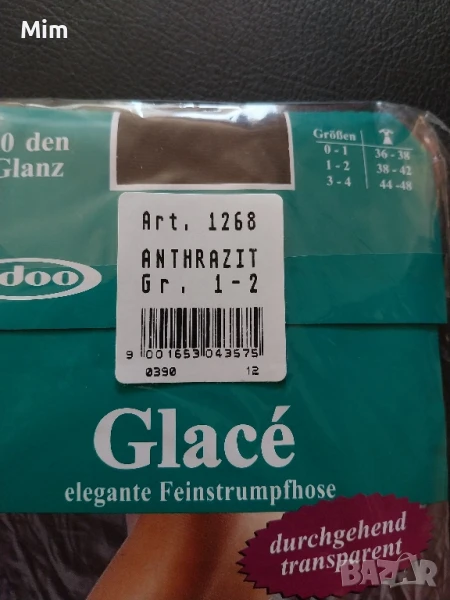 Mim
0 den
Glanz
Größen
0 - 1 36 - 38
1 - 2 38 - 42
3 - 4 44 - 48
doo
Art. 1268
ANTHRAZIT
Gr. 1-2
9 001653 043575
0390 12
Glacé
elegante Feinstrumpfhose
durchgehend
transparent
BAZAR